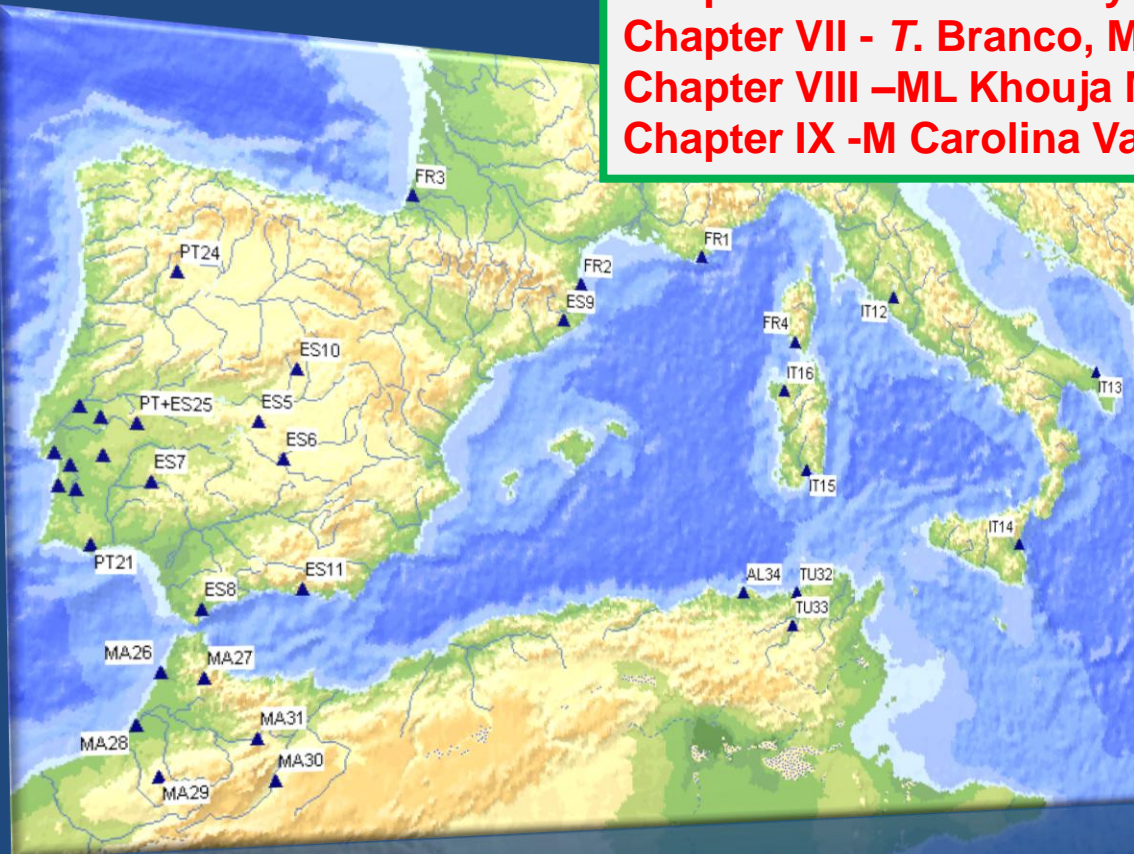 Chapter VII - T. Branco, M
Chapter VIII –ML Khouja
Chapter IX -M Carolina Va
FR3
PT24
FR1
FR2
ES9
IT12
FR4
ES10
IT16
IT13
PT+ES25
ES5
ES6
ES7
IT15
IT14
PT21
ES11
AL34
TU32
ES8
TU33
MA26
MA27
MA31
MA28
MA30
MA29